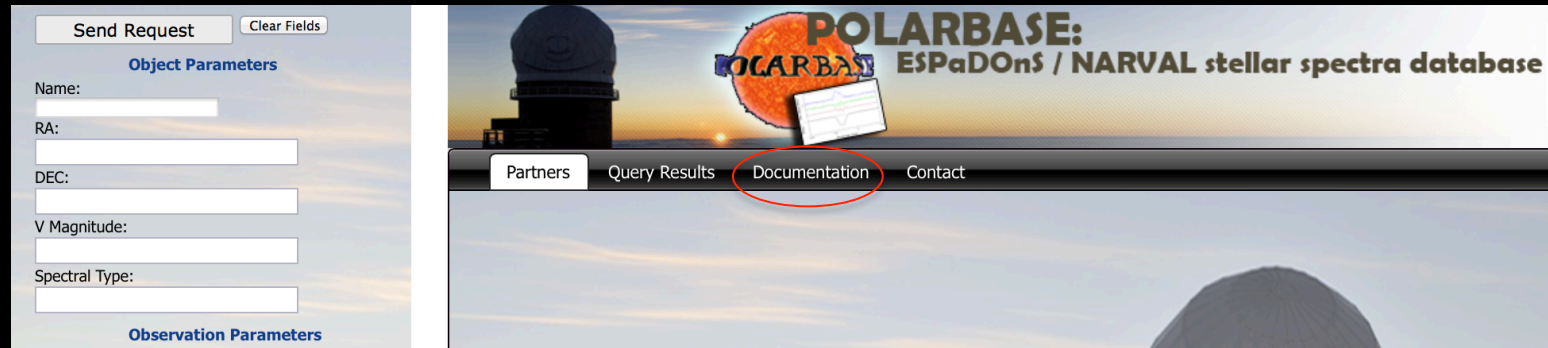 Send Request
Clear Fields
Object Parameters
Name:
RA:
DEC:
V Magnitude:
Spectral Type:
Observation Parameters
POLARBASE:
POLARBASE
ESPaDOnS / NARVAL stellar spectra database
Partners
Query Results
Documentation
Contact